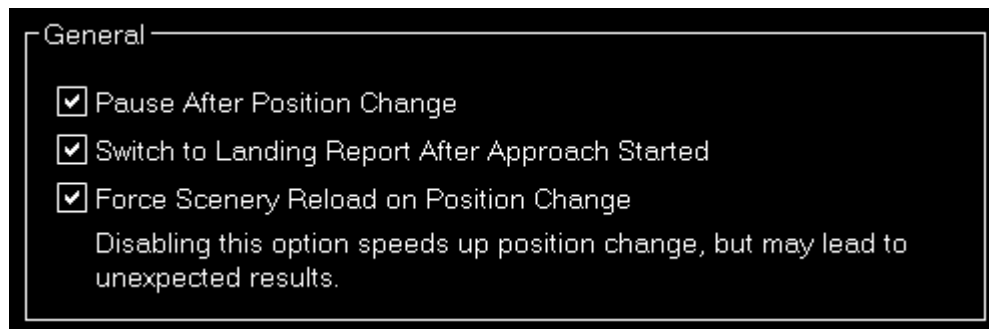 General
Pause After Position Change
Switch to Landing Report After Approach Started
Force Scenery Reload on Position Change
Disabling this option speeds up position change, but may lead to
unexpected results.